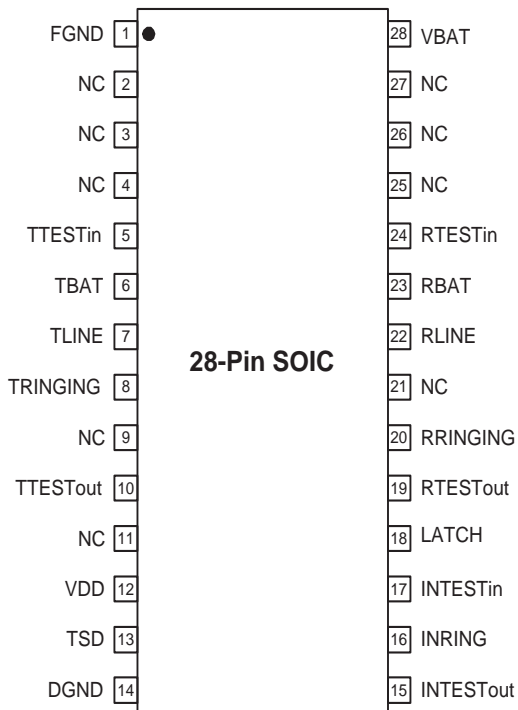 FGND 1 28 VBAT
NC 2 27 NC
NC 3 26 NC
NC 4 25 NC
TTESTin 5 24 RTESTin
TBAT 6 23 RBAT
TLINE 7 22 RLINE
28-Pin SOIC
TRINGING 8 21 NC
NC 9 20 RRINGING
TTESTout 10 19 RTESTout
NC 11 18 LATCH
VDD 12 17 INTESTin
TSD 13 16 INRING
DGND 14 15 INTESTout